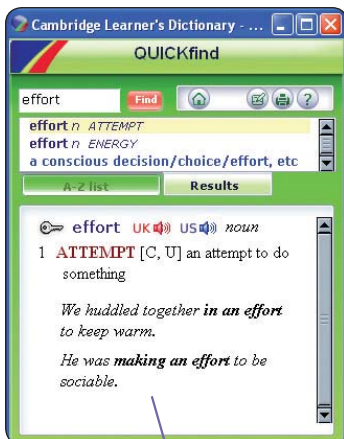 Cambridge Learner's Dictionary - ...
QUICKfind
effort Find ?
effort n ATTEMPT
effort n ENERGY
a conscious decision/choice/effort, etc
A-Z list Results
effort UK US noun
1 ATTEMPT [C, U] an attempt to do
something
We huddled together in an effort
to keep warm.
He was making an effort to be
sociable.